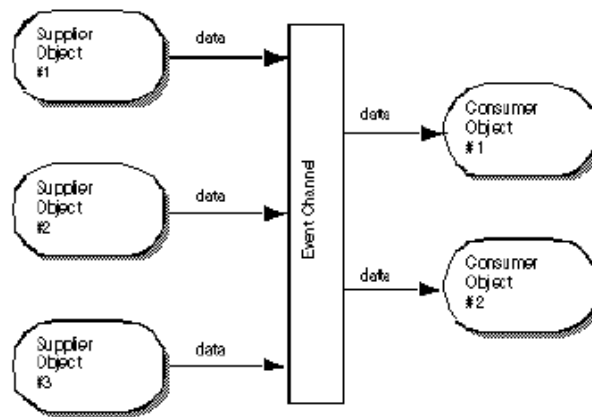 Supplier
Object
#1
data
Supplier
Object
#2
data
Supplier
Object
#3
data
Event Channel
data
Consumer
Object
#1
data
Consumer
Object
#2